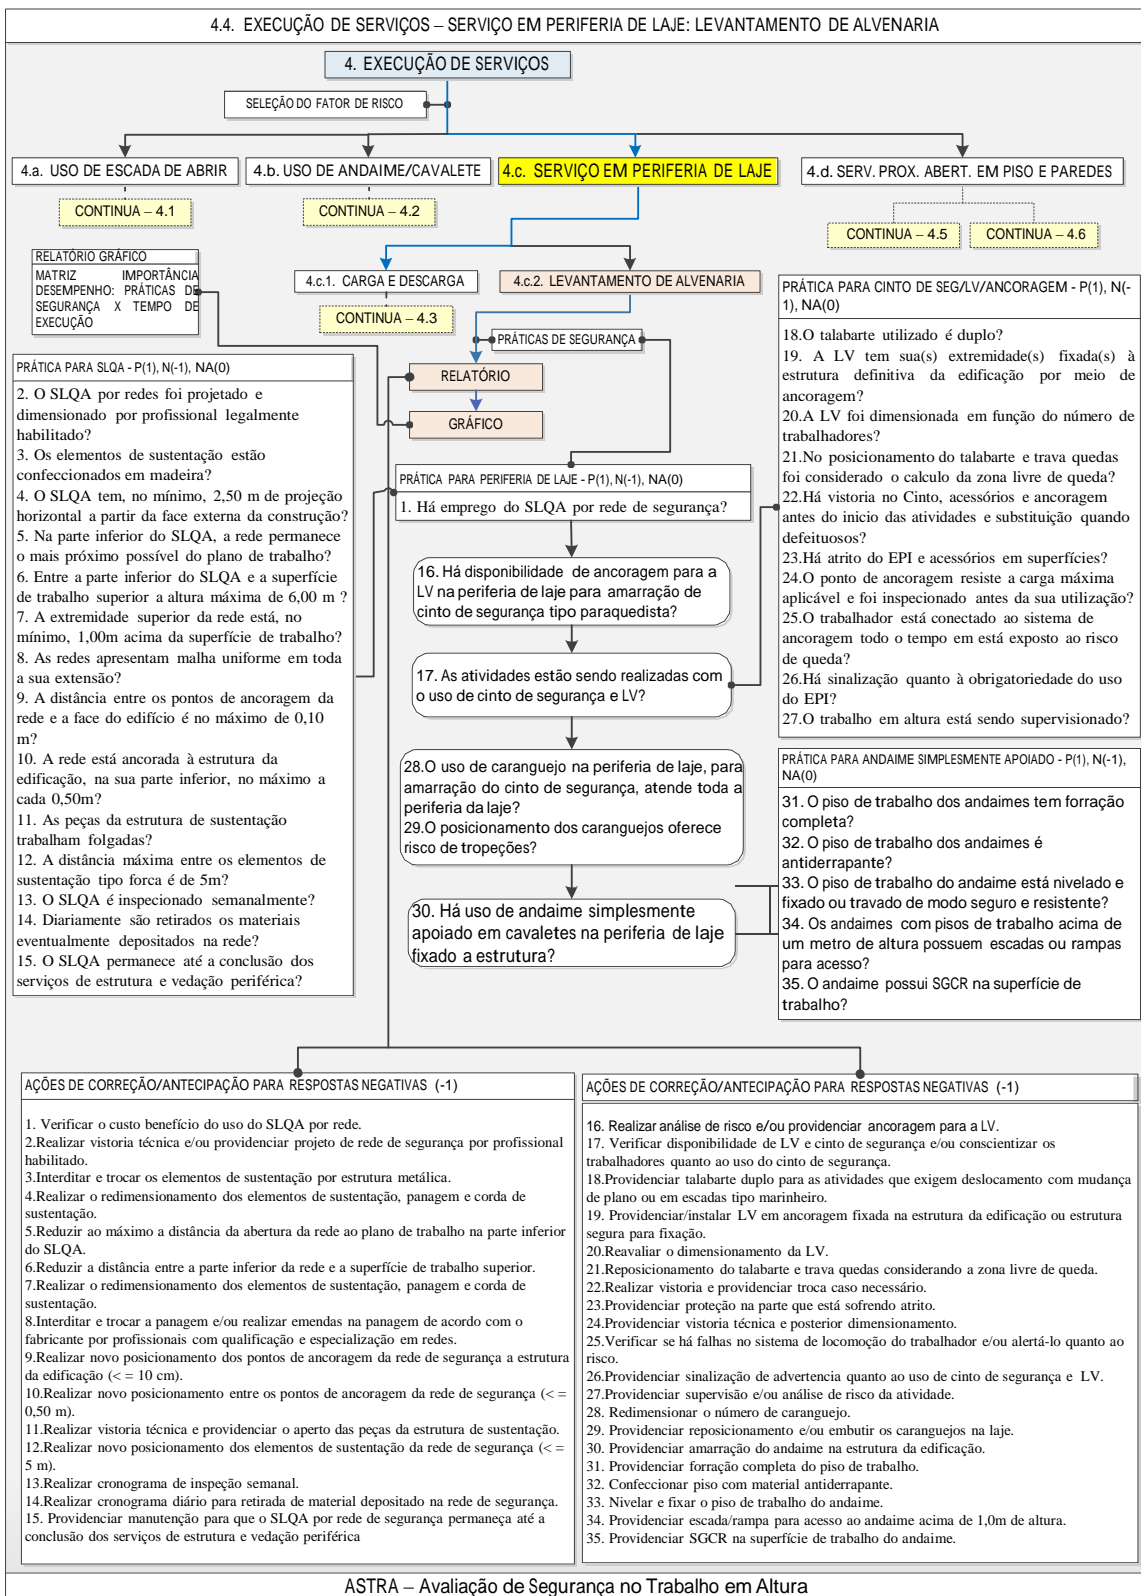 4.4. EXECUÇÃO DE SERVIÇOS – SERVIÇO EM PERIFERIA DE LAJE: LEVANTAMENTO DE ALVENARIA
4. EXECUÇÃO DE SERVIÇOS
SELEÇÃO DO FATOR DE RISCO
4.a. USO DE ESCADA DE ABRIR
4.b. USO DE ANDAIME/CAVALETE
4.c. SERVIÇO EM PERIFERIA DE LAJE
4.d. SERV. PROX. ABERT. EM PISO E PAREDES
CONTINUA – 4.1
CONTINUA – 4.2
CONTINUA – 4.5
CONTINUA – 4.6
RELATÓRIO GRÁFICO
MATRIZ IMPORTÂNCIA
DESEMPENHO: PRÁTICAS DE
SEGURANÇA X TEMPO DE
EXECUÇÃO
4.c.1. CARGA E DESCARGA
4.c.2. LEVANTAMENTO DE ALVENARIA
CONTINUA – 4.3
PRÁTICAS DE SEGURANÇA
RELATÓRIO
GRÁFICO
PRÁTICA PARA SLQA - P(1), N(-1), NA(0)
2. O SLQA por redes foi projetado e
dimensionado por profissional legalmente
habilitado?
3. Os elementos de sustentação estão
confeccionados em madeira?
4. O SLQA tem, no mínimo, 2,50 m de projeção
horizontal a partir da face externa da construção?
5. Na parte inferior do SLQA, a rede permanece
o mais próximo possível do plano de trabalho?
6. Entre a parte inferior do SLQA e a superfície
de trabalho superior a altura máxima de 6,00 m ?
7. A extremidade superior da rede está, no
mínimo, 1,00m acima da superfície de trabalho?
8. As redes apresentam malha uniforme em toda
a sua extensão?
9. A distância entre os pontos de ancoragem da
rede e a face do edifício é no máximo de 0,10
m?
10. A rede está ancorada à estrutura da
edificação, na sua parte inferior, no máximo a
cada 0,50m?
11. As peças da estrutura de sustentação
trabalham folgadas?
12. A distância máxima entre os elementos de
sustentação tipo forca é de 5m?
13. O SLQA é inspecionado semanalmente?
14. Diariamente são retirados os materiais
eventualmente depositados na rede?
15. O SLQA permanece até a conclusão dos
serviços de estrutura e vedação periférica?
PRÁTICA PARA PERIFERIA DE LAJE - P(1), N(-1), NA(0)
1. Há emprego do SLQA por rede de segurança?
16. Há disponibilidade de ancoragem para a
LV na periferia de laje para amarração de
cinto de segurança tipo paraquedista?
17. As atividades estão sendo realizadas com
o uso de cinto de segurança e LV?
28.O uso de caranguejo na periferia de laje, para
amarração do cinto de segurança, atende toda a
periferia da laje?
29.O posicionamento dos caranguejos oferece
risco de tropeções?
30. Há uso de andaime simplesmente
apoiado em cavaletes na periferia de laje
fixado a estrutura?
PRÁTICA PARA CINTO DE SEG/LV/ANCORAGEM - P(1), N(-
1), NA(0)
18.O talabarte utilizado é duplo?
19. A LV tem sua(s) extremidade(s) fixada(s) à
estrutura definitiva da edificação por meio de
ancoragem?
20.A LV foi dimensionada em função do número de
trabalhadores?
21.No posicionamento do talabarte e trava quedas
foi considerado o calculo da zona livre de queda?
22.Há vistoria no Cinto, acessórios e ancoragem
antes do inicio das atividades e substituição quando
defeituosos?
23.Há atrito do EPI e acessórios em superfícies?
24.O ponto de ancoragem resiste a carga máxima
aplicável e foi inspecionado antes da sua utilização?
25.O trabalhador está conectado ao sistema de
ancoragem todo o tempo em está exposto ao risco
de queda?
26.Há sinalização quanto à obrigatoriedade do uso
do EPI?
27.O trabalho em altura está sendo supervisionado?
PRÁTICA PARA ANDAIME SIMPLESMENTE APOIADO - P(1), N(-1),
NA(0)
31. O piso de trabalho dos andaimes tem forração
completa?
32. O piso de trabalho dos andaimes é
antiderrapante?
33. O piso de trabalho do andaime está nivelado e
fixado ou travado de modo seguro e resistente?
34. Os andaimes com pisos de trabalho acima de
um metro de altura possuem escadas ou rampas
para acesso?
35. O andaime possui SGCR na superfície de
trabalho?
AÇÕES DE CORREÇÃO/ANTECIPAÇÃO PARA RESPOSTAS NEGATIVAS (-1)
1. Verificar o custo benefício do uso do SLQA por rede.
2.Realizar vistoria técnica e/ou providenciar projeto de rede de segurança por profissional
habilitado.
3.Interditar e trocar os elementos de sustentação por estrutura metálica.
4.Realizar o redimensionamento dos elementos de sustentação, panagem e corda de
sustentação.
5.Reduzir ao máximo a distância da abertura da rede ao plano de trabalho na parte inferior
do SLQA.
6.Reduzir a distância entre a parte inferior da rede e a superfície de trabalho superior.
7.Realizar o redimensionamento dos elementos de sustentação, panagem e corda de
sustentação.
8.Interditar e trocar a panagem e/ou realizar emendas na panagem de acordo com o
fabricante por profissionais com qualificação e especialização em redes.
9.Realizar novo posicionamento dos pontos de ancoragem da rede de segurança a estrutura
da edificação (< = 10 cm).
10.Realizar novo posicionamento entre os pontos de ancoragem da rede de segurança (< =
0,50 m).
11.Realizar vistoria técnica e providenciar o aperto das peças da estrutura de sustentação.
12.Realizar novo posicionamento dos elementos de sustentação da rede de segurança (< =
5 m).
13.Realizar cronograma de inspeção semanal.
14.Realizar cronograma diário para retirada de material depositado na rede de segurança.
15. Providenciar manutenção para que o SLQA por rede de segurança permaneça até a
conclusão dos serviços de estrutura e vedação periférica
AÇÕES DE CORREÇÃO/ANTECIPAÇÃO PARA RESPOSTAS NEGATIVAS (-1)
16. Realizar análise de risco e/ou providenciar ancoragem para a LV.
17. Verificar disponibilidade de LV e cinto de segurança e/ou conscientizar os
trabalhadores quanto ao uso do cinto de segurança.
18.Providenciar talabarte duplo para as atividades que exigem deslocamento com mudança
de plano ou em escadas tipo marinheiro.
19. Providenciar/instalar LV em ancoragem fixada na estrutura da edificação ou estrutura
segura para fixação.
20.Reavaliar o dimensionamento da LV.
21.Reposicionamento do talabarte e trava quedas considerando a zona livre de queda.
22.Realizar vistoria e providenciar troca caso necessário.
23.Providenciar proteção na parte que está sofrendo atrito.
24.Providenciar vistoria técnica e posterior dimensionamento.
25.Verificar se há falhas no sistema de locomoção do trabalhador e/ou alertá-lo quanto ao
risco.
26.Providenciar sinalização de advertencia quanto ao uso de cinto de segurança e LV.
27.Providenciar supervisão e/ou análise de risco da atividade.
28. Redimensionar o número de caranguejo.
29. Providenciar reposicionamento e/ou embutir os caranguejos na laje.
30. Providenciar amarração do andaime na estrutura da edificação.
31. Providenciar forração completa do piso de trabalho.
32. Confeccionar piso com material antiderrapante.
33. Nivelar e fixar o piso de trabalho do andaime.
34. Providenciar escada/rampa para acesso ao andaime acima de 1,0m de altura.
35. Providenciar SGCR na superfície de trabalho do andaime.
ASTRA – Avaliação de Segurança no Trabalho em Altura